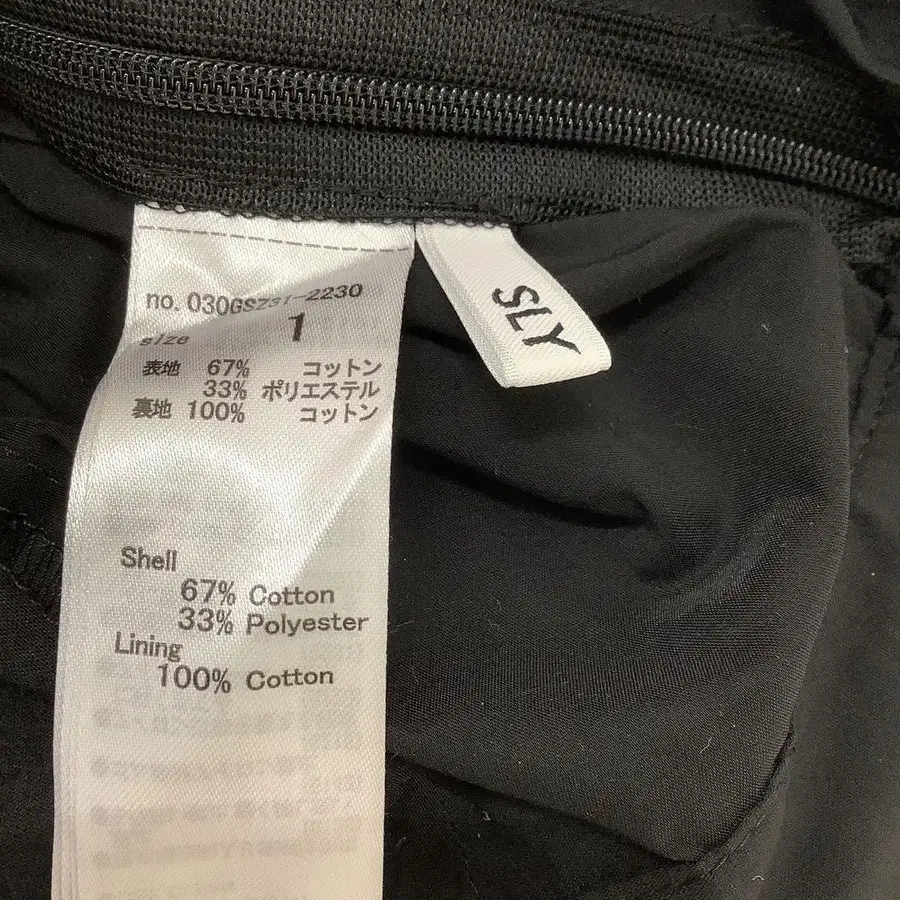 no. 030GSZ31-2230
size 1
表地 67% コットン
33% ポリエステル
裏地 100% コットン
Shell
67% Cotton
33% Polyester
Lining
100% Cotton
SLY